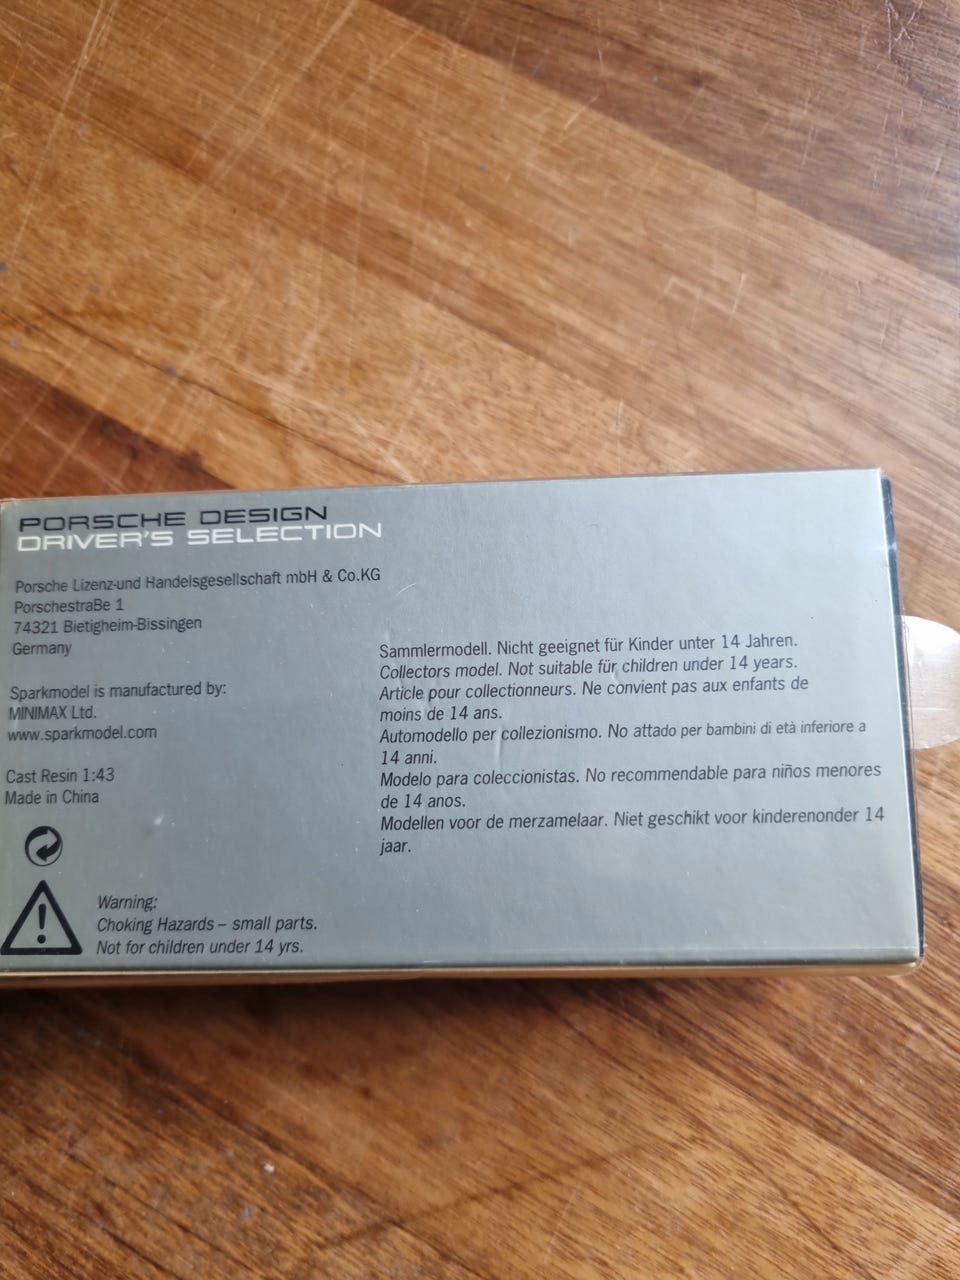 PORSCHE DESIGN
DRIVER'S SELECTION
Porsche Lizenz-und Handelsgesellschaft mbH & Co.KG
PorschestraBe 1
74321 Bietigheim-Bissingen
Germany
Sparkmodel is manufactured by:
MINIMAX Ltd.
www.sparkmodel.com
Cast Resin 1:43
Made in China
Sammlermodell. Nicht geeignet für Kinder unter 14 Jahren.
Collectors model. Not suitable für children under 14 years.
Article pour collectionneurs. Ne convient pas aux enfants de
moins de 14 ans.
Automodello per collezionismo. No attado per bambini di età inferiore a
14 anni.
Modelo para coleccionistas. No recommendable para niños menores
de 14 anos.
Modellen voor de merzamelaar. Niet geschikt voor kinderenonder 14
jaar.
Warning:
Choking Hazards – small parts.
Not for children under 14 yrs.